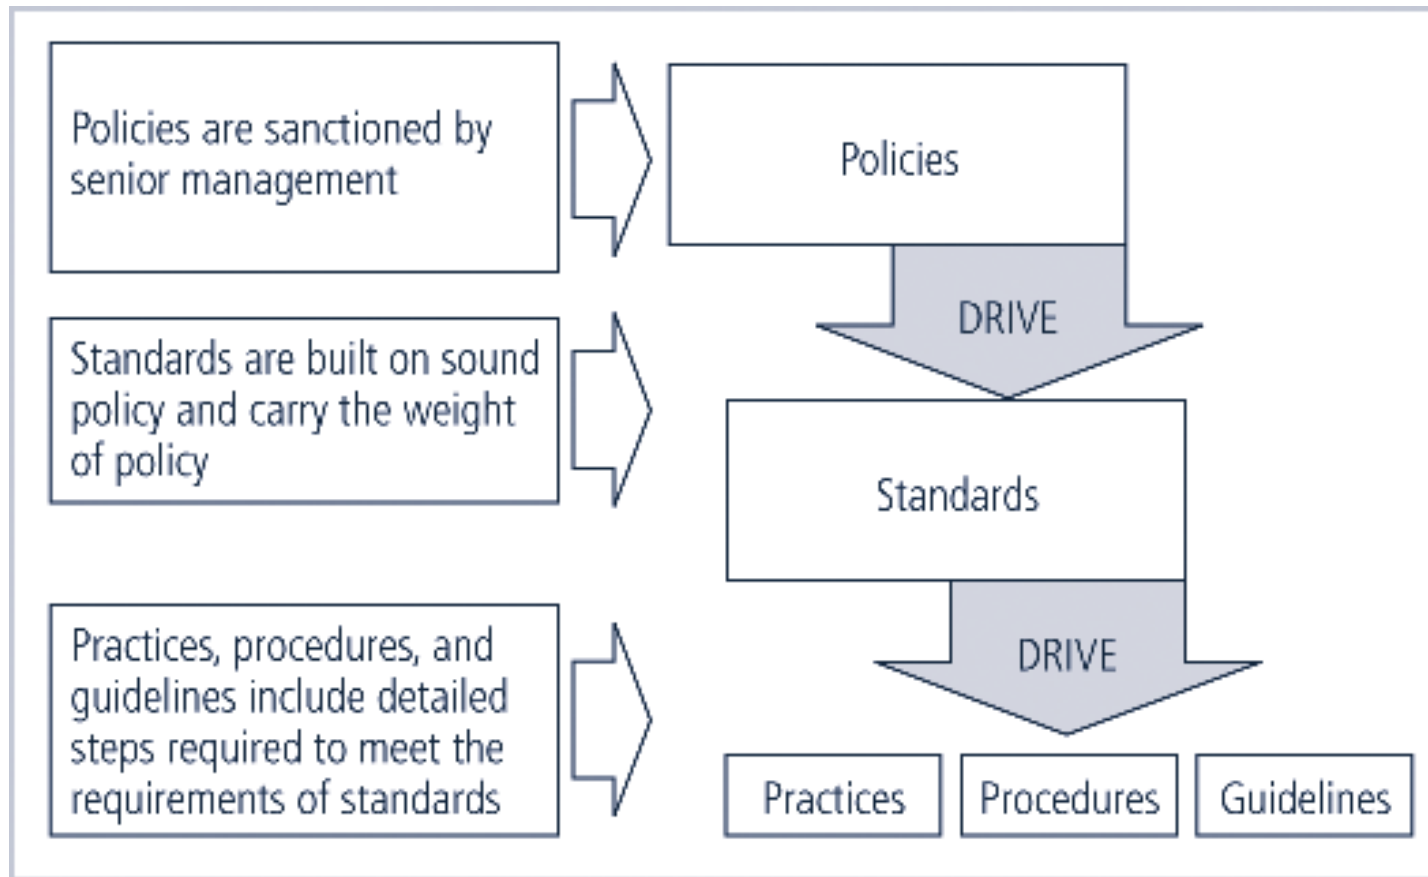 Policies are sanctioned by
senior management
Policies
DRIVE
Standards are built on sound
policy and carry the weight
of policy
Standards
DRIVE
Practices, procedures, and
guidelines include detailed
steps required to meet the
requirements of standards
Practices
Procedures
Guidelines